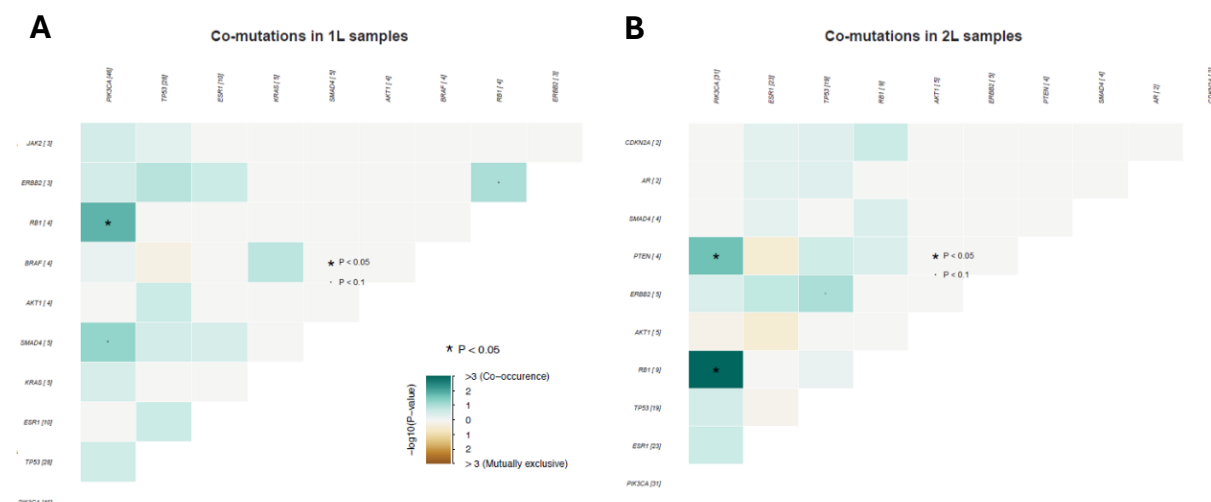 A
Co-mutations in 1L samples
PIK3CA [46]
TP53 [28]
ESR1 [10]
KRAS [5]
SMAD4 [5]
AKT1 [4]
BRAF [4]
RB1 [4]
ERBB2 [3]
JAK2 [3]
ERBB2 [3]
RB1 [4]
BRAF [4]
AKT1 [4]
SMAD4 [5]
KRAS [5]
ESR1 [10]
TP53 [28]
* P < 0.05
· P < 0.1
* P < 0.05
>3 (Co-occurence)
2
1
0
1
2
> 3 (Mutually exclusive)
-log10(P-value)
B
Co-mutations in 2L samples
PIK3CA [31]
ESR1 [23]
TP53 [19]
RB1 [9]
AKT1 [5]
ERBB2 [5]
PTEN [4]
SMAD4 [4]
AR [2]
CDKN2A [2]
AR [2]
SMAD4 [4]
PTEN [4]
ERBB2 [5]
AKT1 [5]
RB1 [9]
TP53 [19]
ESR1 [23]
PIK3CA [31]
* P < 0.05
· P < 0.1